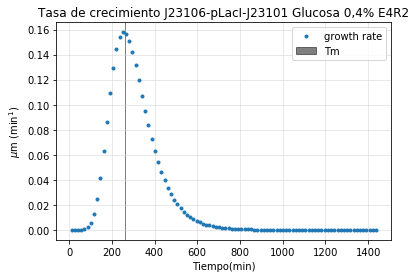 Tasa de crecimiento J23106-pLacI-J23101 Glucosa 0,4% E4R2
growth rate
Tm
0.16
0.14
0.12
0.10
0.08
0.06
0.04
0.02
0.00
μm (min¹)
0 200 400 600 800 1000 1200 1400
Tiempo(min)